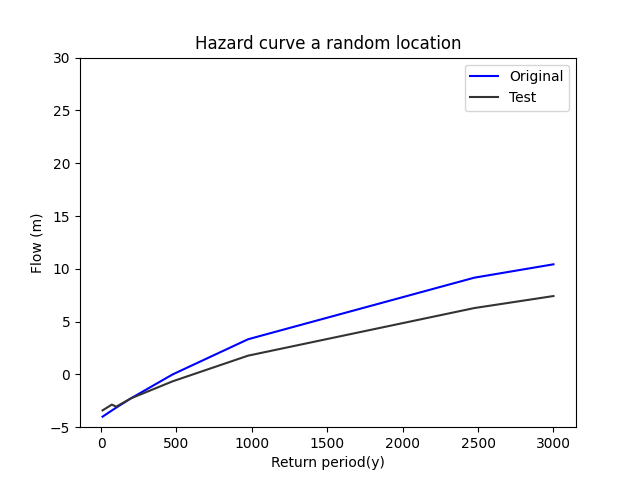 Hazard curve a random location
30
25
20
15
10
5
0
−5
Flow (m)
Original
Test
0 500 1000 1500 2000 2500 3000
Return period(y)